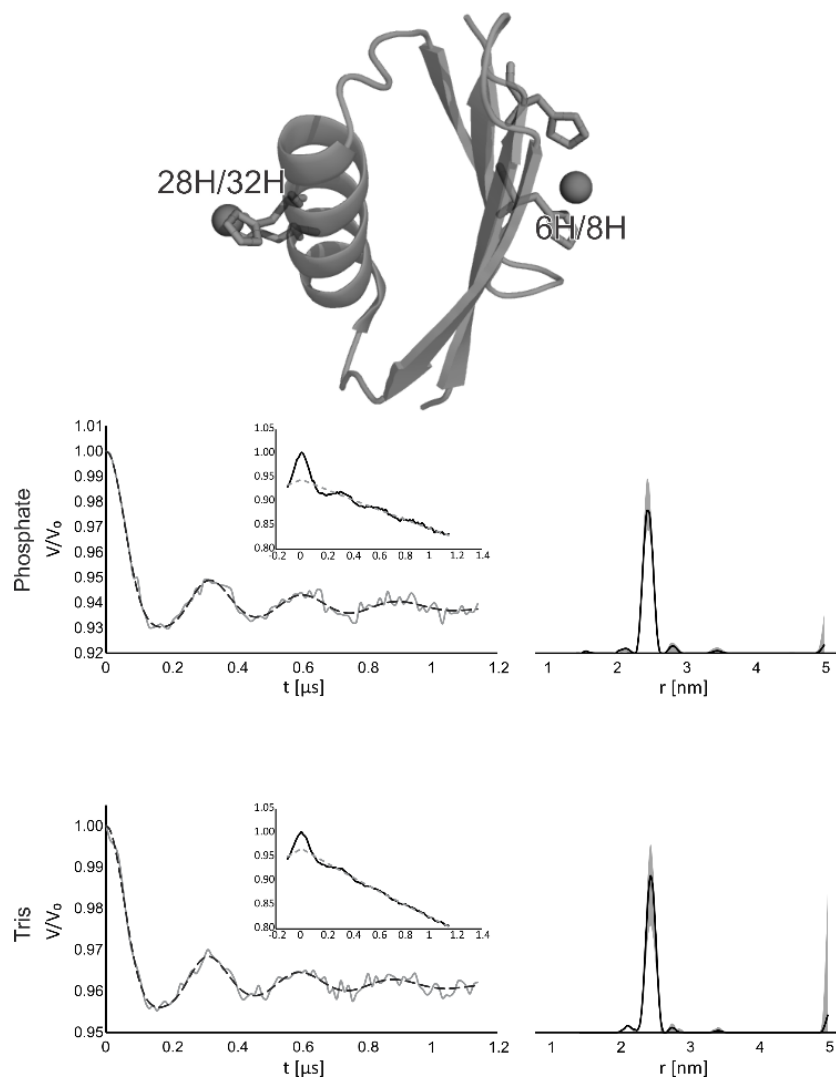 28H/32H
6H/8H
Phosphate
V/V₀
1.01
1.00
0.99
0.98
0.97
0.96
0.95
0.94
0.93
0.92
0 0.2 0.4 0.6 0.8 1 1.2
t [µs]
1.05
1.00
0.95
0.90
0.85
0.80
-0.2 0 0.2 0.4 0.6 0.8 1 1.2 1.4
1 2 3 4 5
r [nm]
Tris
V/V₀
1.00
0.99
0.98
0.97
0.96
0.95
0 0.2 0.4 0.6 0.8 1 1.2
t [µs]
1.05
1.00
0.95
0.90
0.85
0.80
-0.2 0 0.2 0.4 0.6 0.8 1 1.2 1.4
1 2 3 4 5
r [nm]